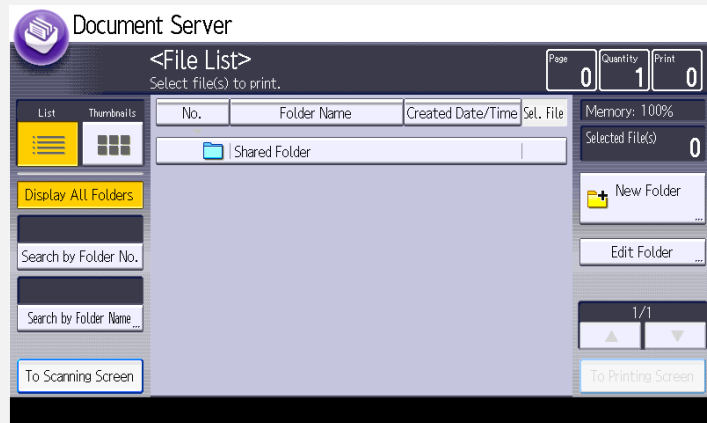 Document Server
<File List>
Select file(s) to print.
Page 0
Quantity 1
Print 0
List
Thumbnails
No.
Folder Name
Created Date/Time
Sel. File
Memory: 100%
Selected File(s)
0
Shared Folder
Display All Folders
New Folder
...
Search by Folder No.
Edit Folder
...
Search by Folder Name
...
1/1
▲
▼
To Scanning Screen
To Printing Screen